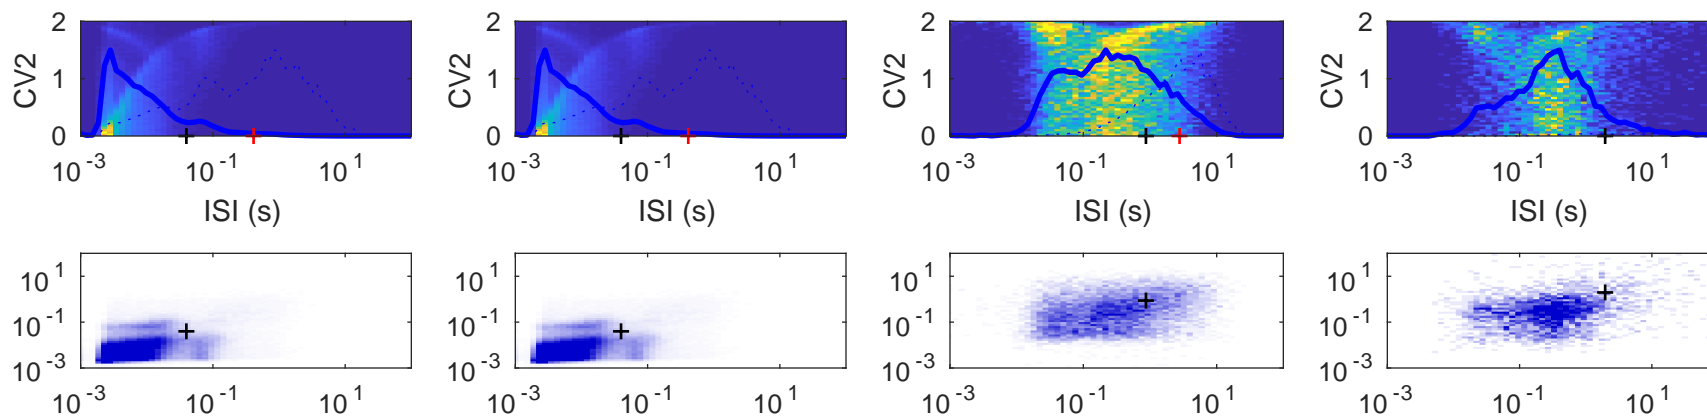 2 2 2 2
CV2 1 CV2 1 CV2 1 CV2 1
0 0 0 0
10-3 10-1 101 10-3 10-1 101 10-3 10-1 101 10-3 10-1 101
ISI (s) ISI (s) ISI (s) ISI (s)
101 101 101 101
10-1 10-1 10-1 10-1
10-3 10-3 10-3 10-3
10-3 10-1 101 10-3 10-1 101 10-3 10-1 101 10-3 10-1 101